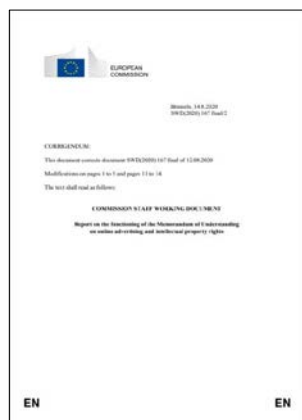 EUROPEAN
COMMISSION
Brussels, 14.8.2020
SWD(2020) 167 final/2
CORRIGENDUM:
This document corrects document SWD(2020) 167 final of 12.08.2020
Modifications on pages 1 to 5 and pages 13 to 14
The text shall read as follows:
COMMISSION STAFF WORKING DOCUMENT
Report on the functioning of the Memorandum of Understanding
on online advertising and intellectual property rights
EN
EN